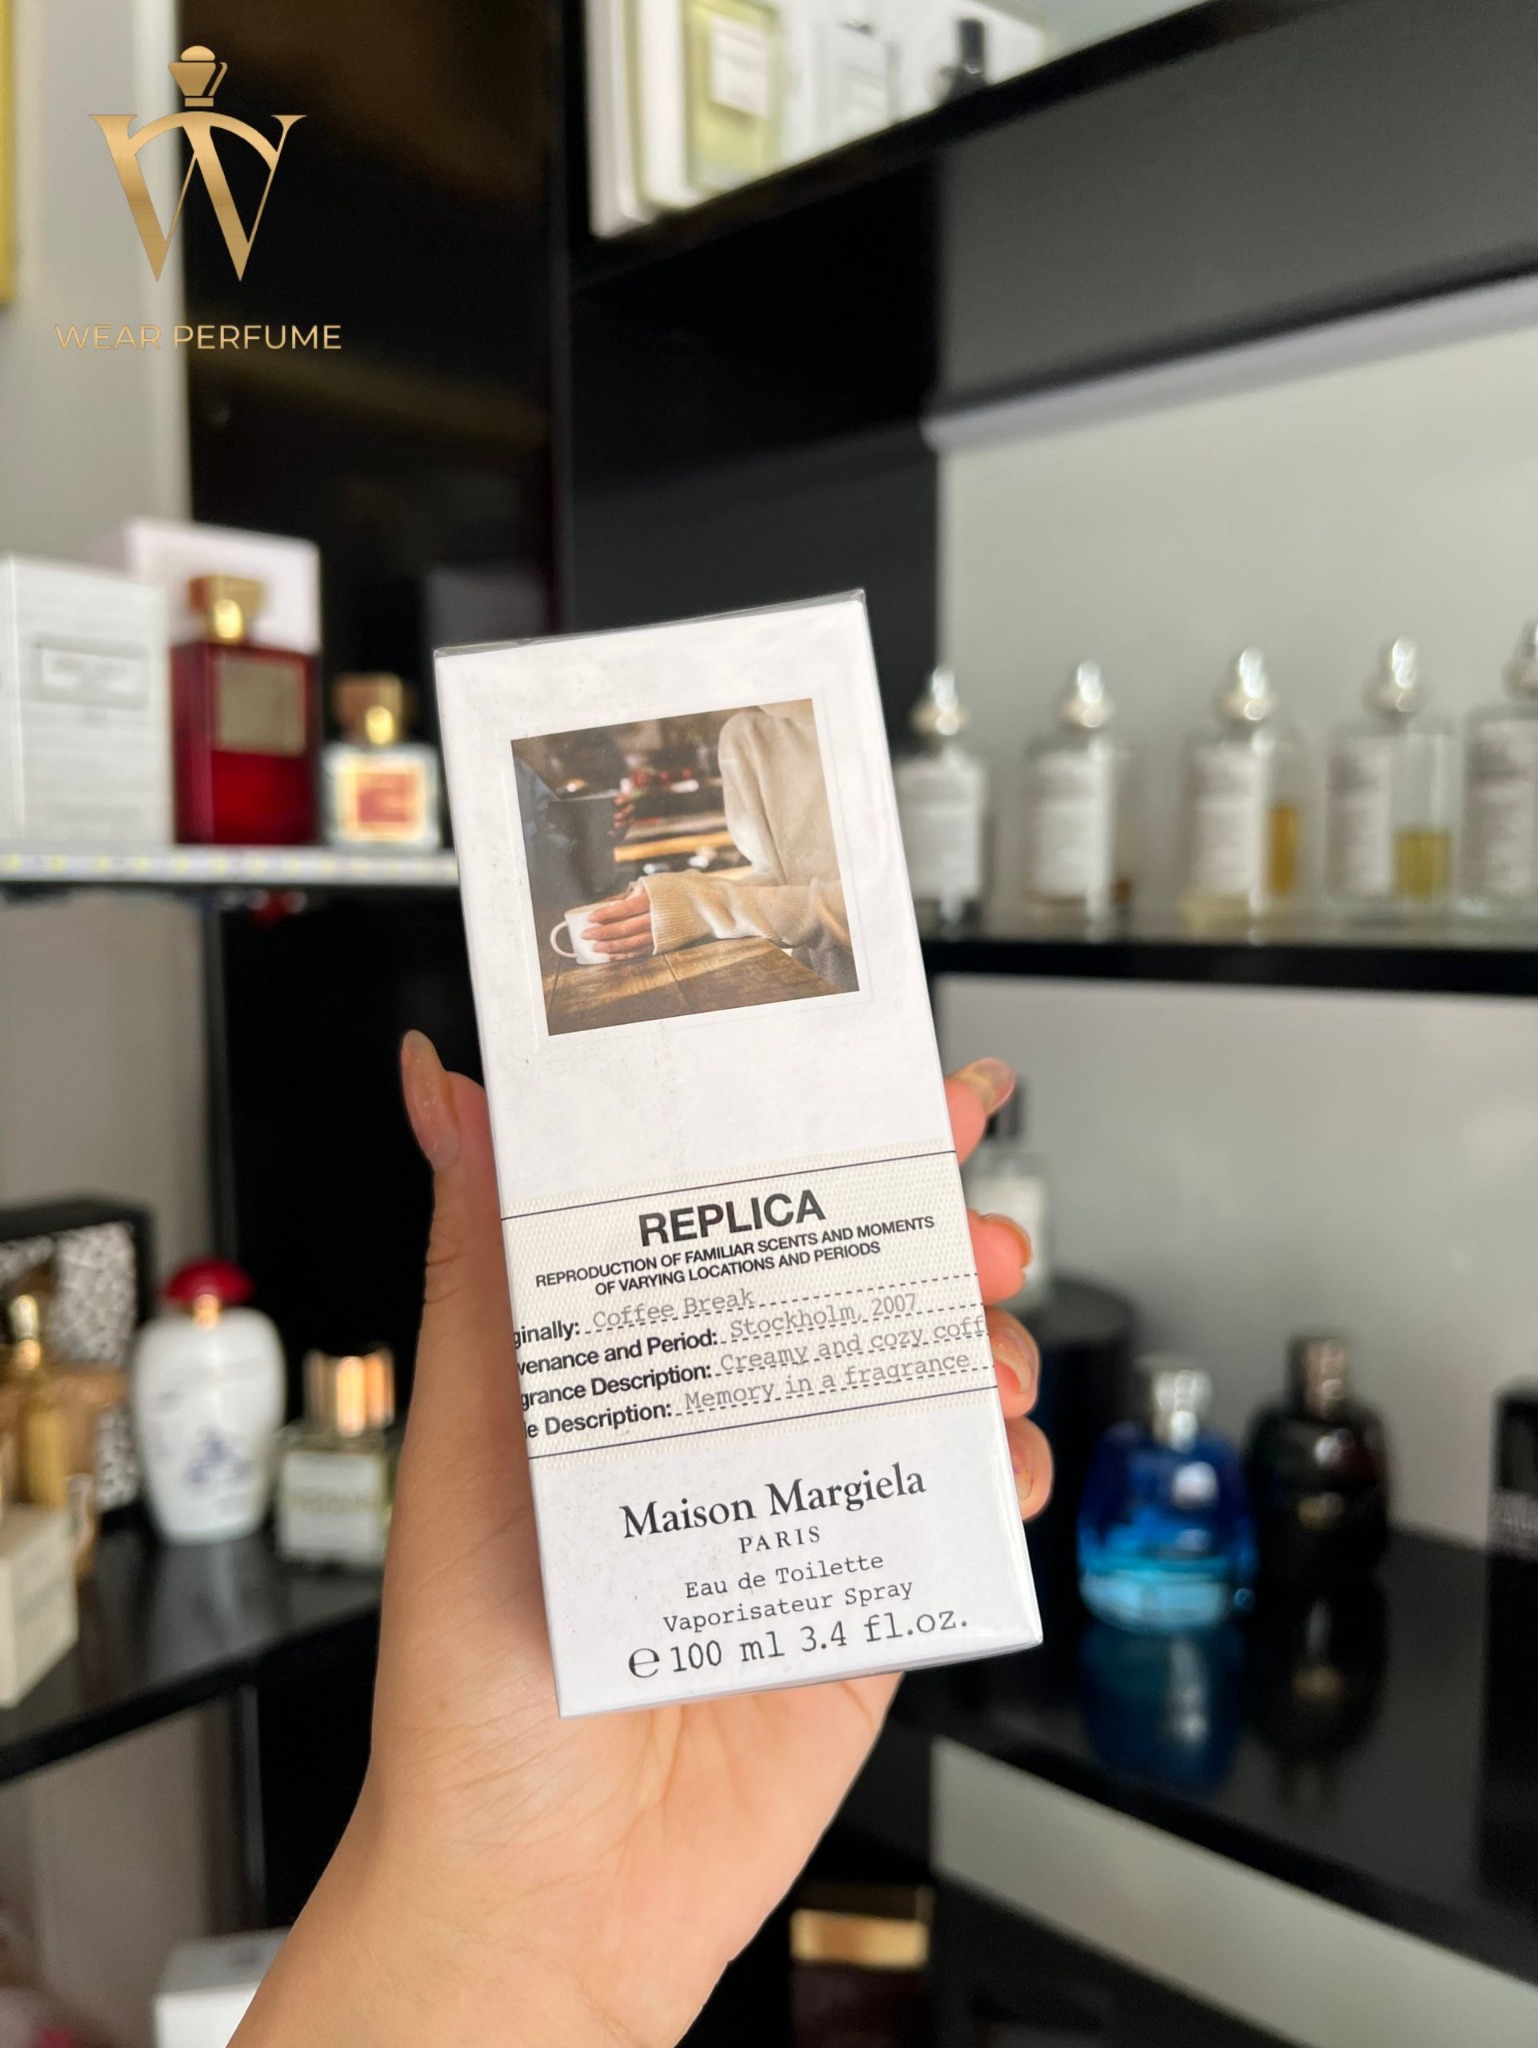 WEAR PERFUME
REPLICA
REPRODUCTION OF FAMILIAR SCENTS AND MOMENTS
OF VARYING LOCATIONS AND PERIODS
ginally: Coffee Break
venance and Period: Stockholm, 2007
grance Description: Creamy and cozy coff
le Description: Memory in a fragrance
Maison Margiela
PARIS
Eau de Toilette
Vaporisateur Spray
℮ 100 ml 3.4 fl.oz.